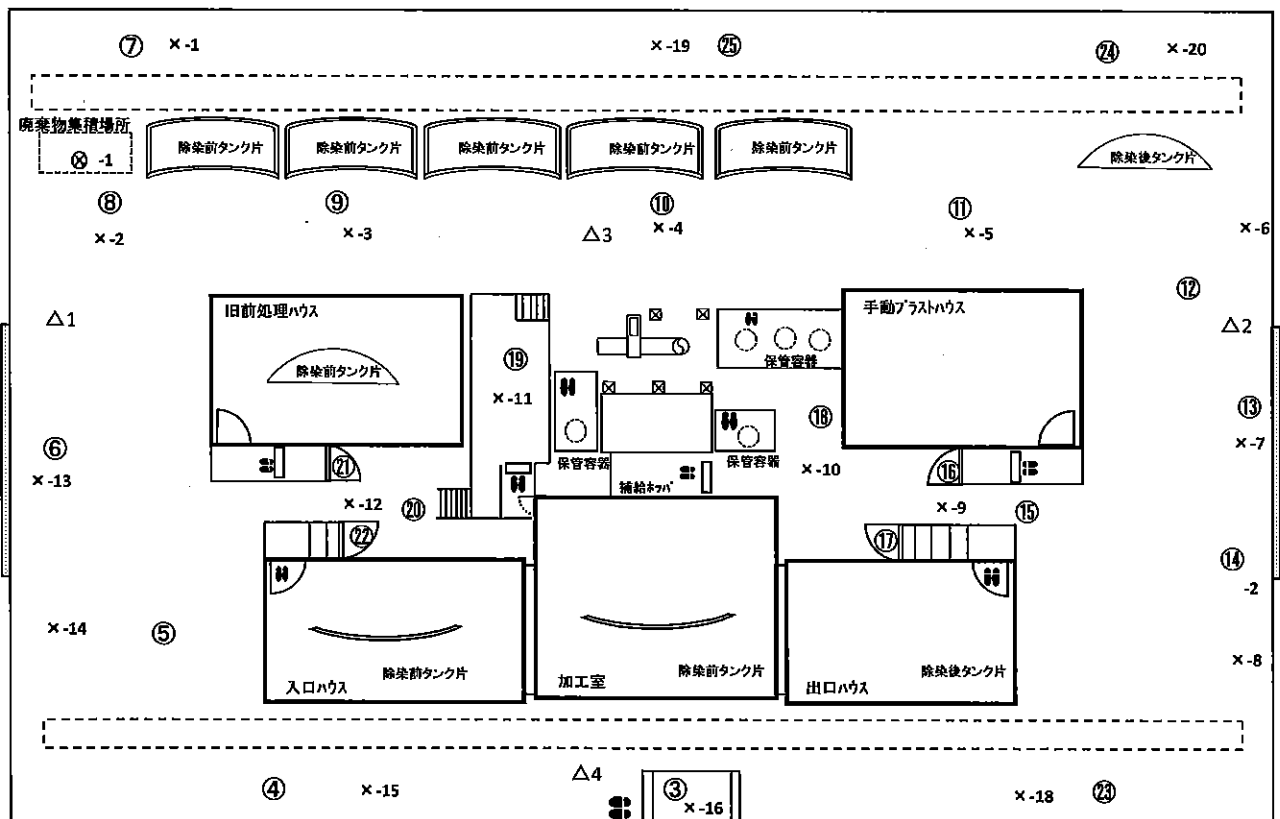 ⑦ ×-1 ×-19 ㉕ ㉔ ×-20
廃棄物集積場所
⊗ -1
除染前タンク片 除染前タンク片 除染前タンク片 除染前タンク片 除染前タンク片 除染後タンク片
⑧ ⑨ ⑩ ⑪
×-2 ×-3 △3 ×-4 ×-5 ×-6
⑫
旧前処理ハウス 手動ブラストハウス
△1 △2
⑲ 保管容器
除染前タンク片
×-11 ⑱ ⑬
⑥ ×-7
保管容器 保管容器
㉑ ×-10 ⑯
×-13 補給ホッパ
×-12 ⑳ ×-9 ⑮
㉒ ⑰
⑭
-2
×-14 ⑤
×-8
除染前タンク片 除染前タンク片 除染後タンク片
入口ハウス 加工室 出口ハウス
△4
④ ×-15 ③ ×-18 ㉓
×-16